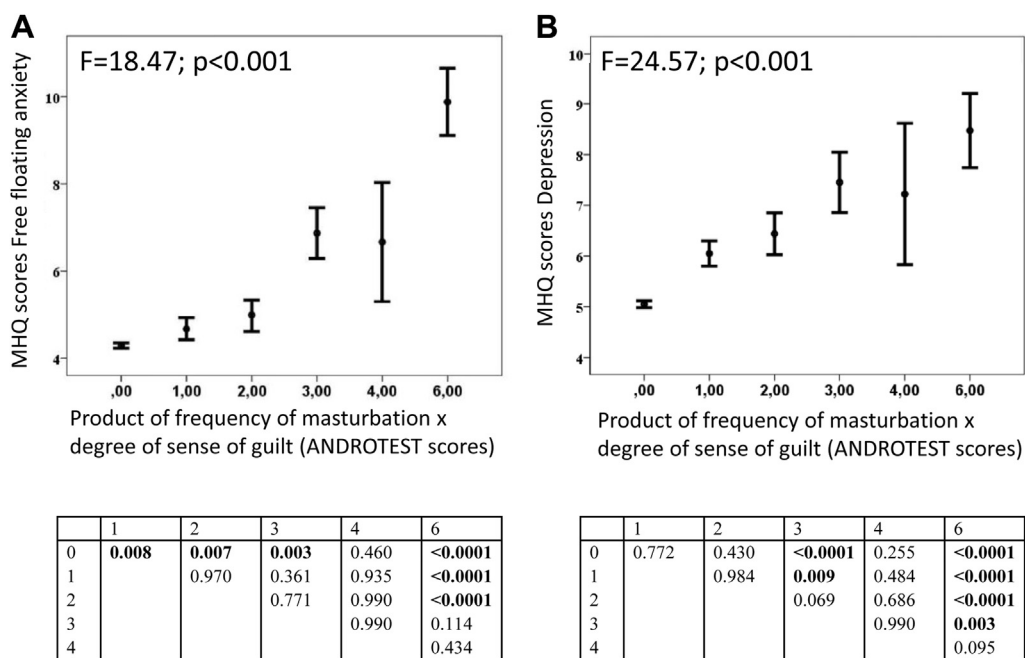 A
F=18.47; p<0.001
MHQ scores Free floating anxiety
10
8
6
4
,00 1,00 2,00 3,00 4,00 6,00
Product of frequency of masturbation x
degree of sense of guilt (ANDROTEST scores)
1 2 3 4 6
0 0.008 0.007 0.003 0.460 <0.0001
1 0.970 0.361 0.935 <0.0001
2 0.771 0.990 <0.0001
3 0.990 0.114
4 0.434
B
F=24.57; p<0.001
MHQ scores Depression
10
9
8
7
6
5
4
,00 1,00 2,00 3,00 4,00 6,00
Product of frequency of masturbation x
degree of sense of guilt (ANDROTEST scores)
1 2 3 4 6
0 0.772 0.430 <0.0001 0.255 <0.0001
1 0.984 0.009 0.484 <0.0001
2 0.069 0.686 <0.0001
3 0.990 0.003
4 0.095